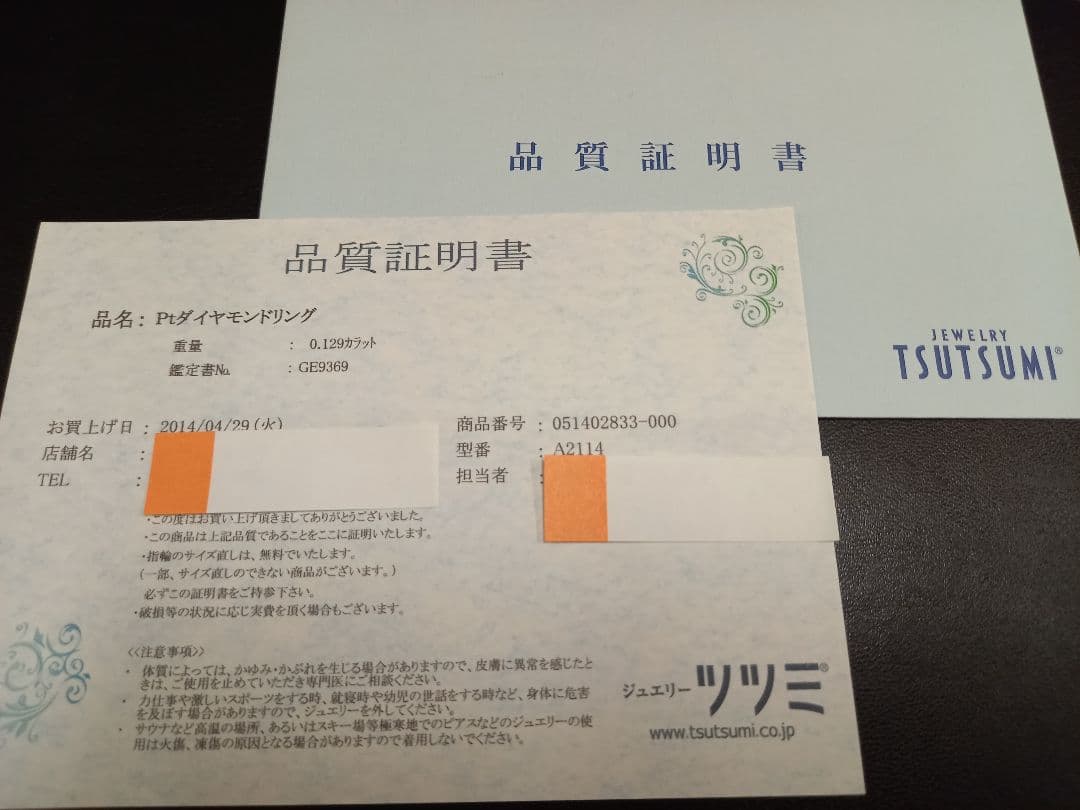 品質証明書
JEWELRY
TSUTSUMI®
品質証明書
品名: Ptダイヤモンドリング
重量 : 0.129カラット
鑑定書No. : GE9369
お買上げ日 : 2014/04/29(火)
店舗名 :
TEL :
商品番号 : 051402833-000
型番 : A2114
担当者 :
・この度はお買い上げ頂きましてありがとうございました。
・この商品は上記品質であることをここに証明いたします。
・指輪のサイズ直しは、無料でいたします。
(一部、サイズ直しのできない商品がございます。)
必ずこの証明書をご持参下さい。
・破損等の状況に応じ実費を頂く場合もございます。
<<注意事項>>
・ 体質によっては、かゆみ・かぶれを生じる場合がありますので、皮膚に異常を感じたと
きは、ご使用を止めていただき専門医にご相談ください。
・ 力仕事や激しいスポーツをする時、就寝時や幼児の世話をする時など、身体に危害
を及ぼす場合がありますので、ジュエリーを外してください。
・ サウナなど高温の場所、あるいはスキー場等極寒地でのピアスなどのジュエリーの使
用は火傷、凍傷の原因となる場合がありますので着用しないでください。
ジュエリーツツミ®
www.tsutsumi.co.jp